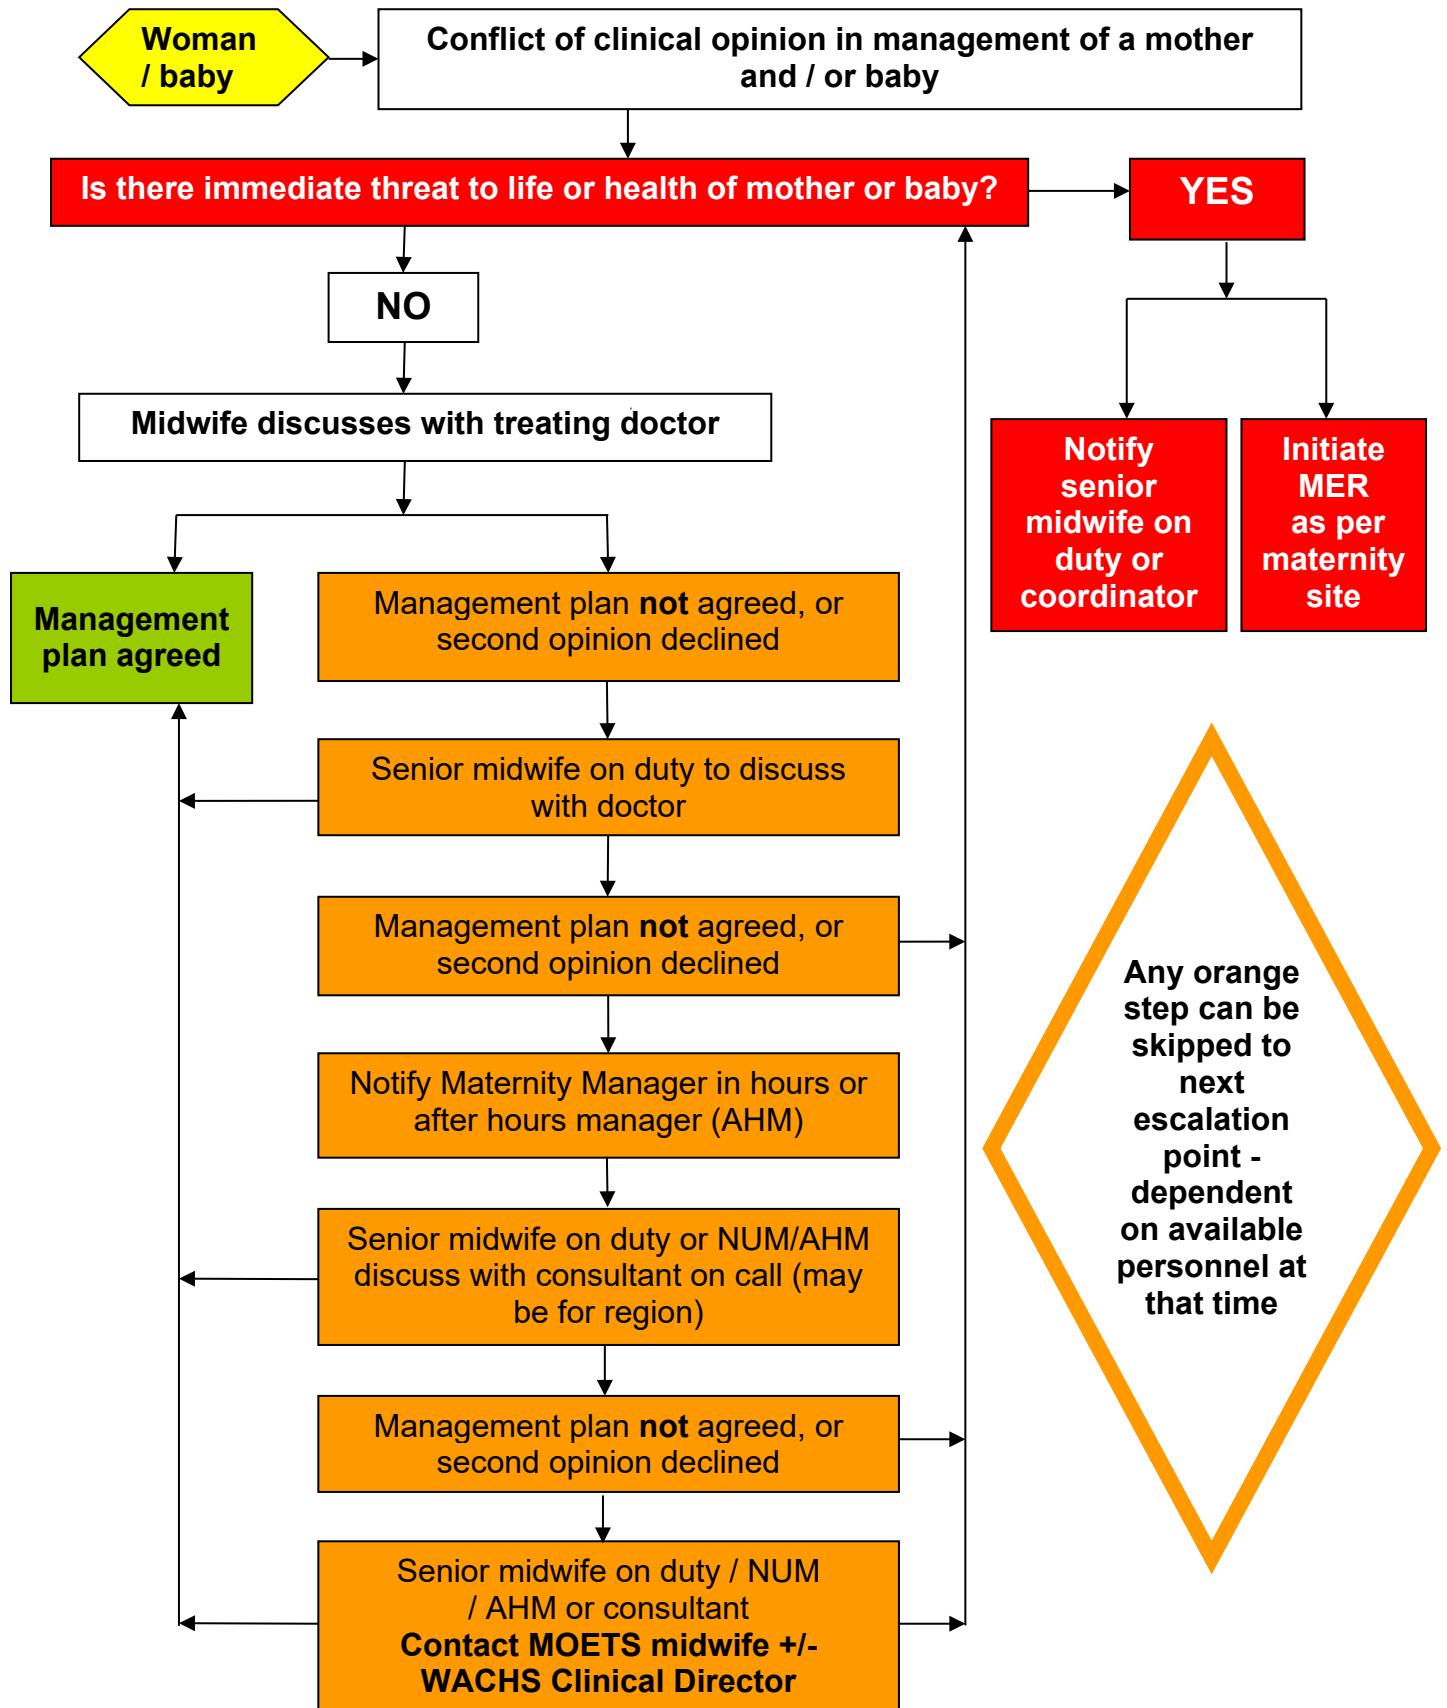 Woman
/ baby
Conflict of clinical opinion in management of a mother
and / or baby
Is there immediate threat to life or health of mother or baby?
YES
NO
Midwife discusses with treating doctor
Notify
senior
midwife on
duty or
coordinator
Initiate
MER
as per
maternity
site
Management
plan agreed
Management plan not agreed, or
second opinion declined
Senior midwife on duty to discuss
with doctor
Management plan not agreed, or
second opinion declined
Notify Maternity Manager in hours or
after hours manager (AHM)
Senior midwife on duty or NUM/AHM
discuss with consultant on call (may
be for region)
Management plan not agreed, or
second opinion declined
Senior midwife on duty / NUM
/ AHM or consultant
Contact MOETS midwife +/-
WACHS Clinical Director
Any orange
step can be
skipped to
next
escalation
point -
dependent
on available
personnel at
that time